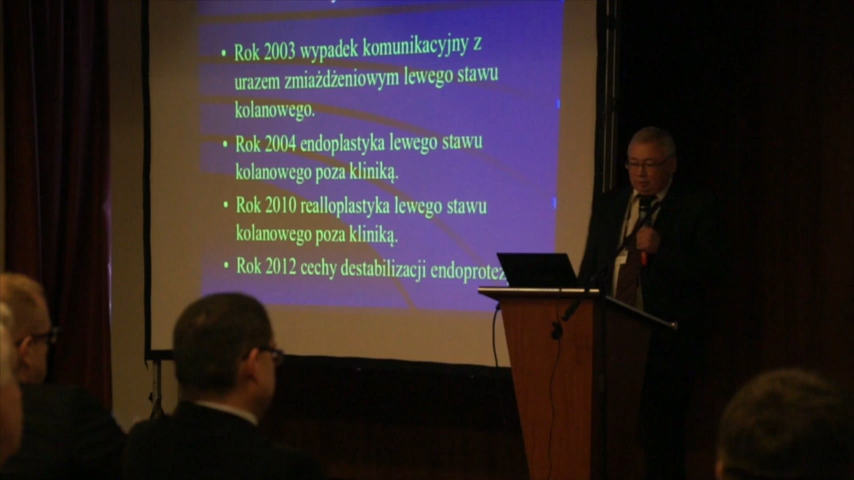 • Rok 2003 wypadek komunikacyjny z
urazem zmiażdżeniowym lewego stawu
kolanowego.
• Rok 2004 endoplastyka lewego stawu
kolanowego poza kliniką.
• Rok 2010 realloplastyka lewego stawu
kolanowego poza kliniką.
• Rok 2012 cechy destabilizacji endoprotez